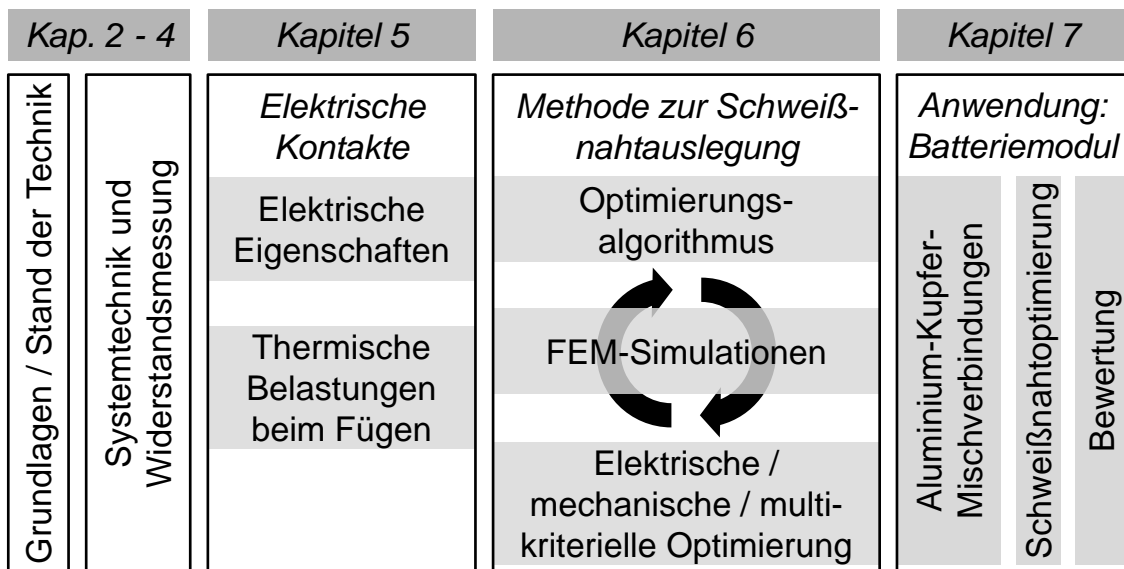 Kap. 2 - 4
Kapitel 5
Kapitel 6
Kapitel 7
Grundlagen / Stand der Technik
Systemtechnik und
Widerstandsmessung
Elektrische
Kontakte
Elektrische
Eigenschaften
Thermische
Belastungen
beim Fügen
Methode zur Schweiß-
nahtauslegung
Optimierungs-
algorithmus
FEM-Simulationen
Elektrische /
mechanische / multi-
kriterielle Optimierung
Anwendung:
Batteriemodul
Aluminium-Kupfer-
Mischverbindungen
Schweißnahtoptimierung
Bewertung